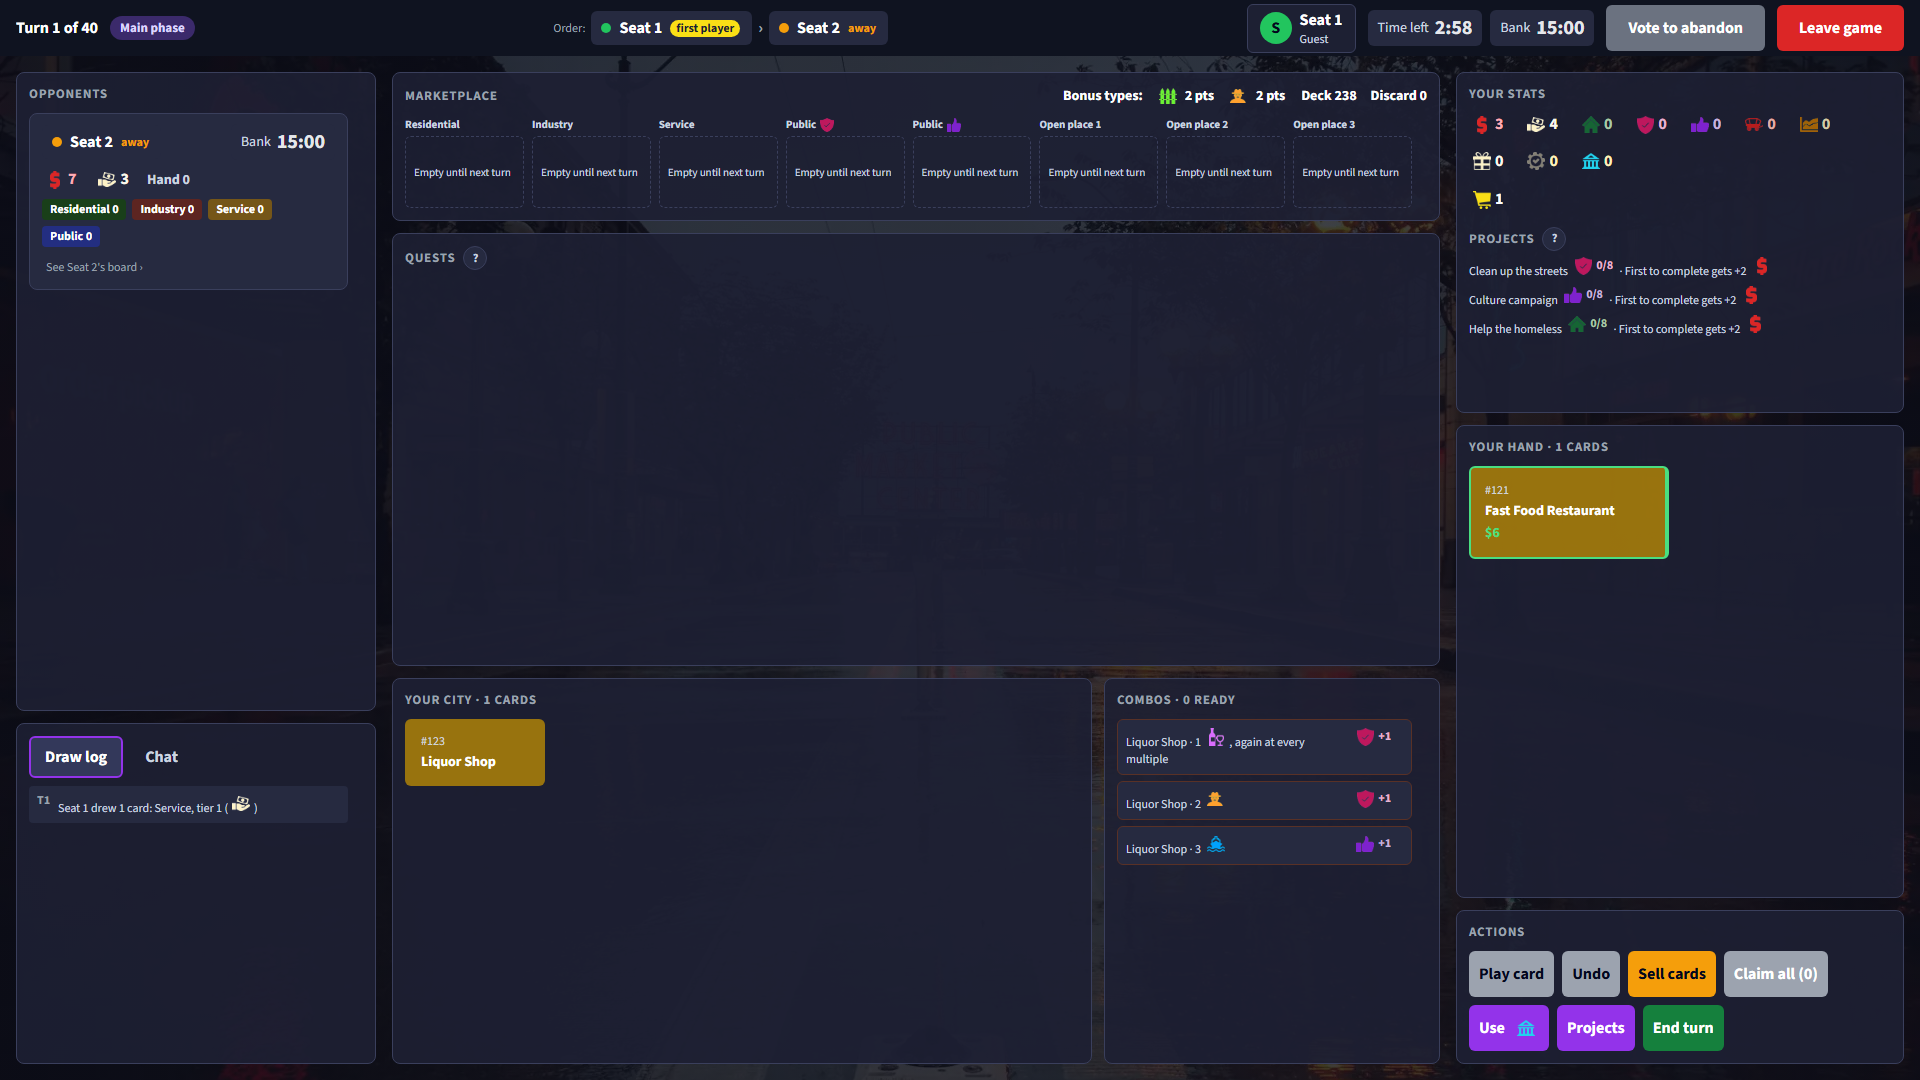 Turn 1 of 40
Main phase
Order:
Seat 1
first player
›
Seat 2
away
S
Seat 1
Guest
Time left 2:58
Bank 15:00
Vote to abandon
Leave game
OPPONENTS
Seat 2 away
Bank 15:00
7
3
Hand 0
Residential 0
Industry 0
Service 0
Public 0
See Seat 2's board ›
Draw log
Chat
T1
Seat 1 drew 1 card: Service, tier 1 ( )
MARKETPLACE
Bonus types:
2 pts
2 pts
Deck 238
Discard 0
Residential
Industry
Service
Public
Public
Open place 1
Open place 2
Open place 3
Empty until next turn
Empty until next turn
Empty until next turn
Empty until next turn
Empty until next turn
Empty until next turn
Empty until next turn
Empty until next turn
QUESTS
?
YOUR CITY · 1 CARDS
#123
Liquor Shop
COMBOS · 0 READY
Liquor Shop · 1 , again at every
multiple
+1
Liquor Shop · 2
+1
Liquor Shop · 3
+1
YOUR STATS
3
4
0
0
0
0
0
0
0
0
1
PROJECTS
?
Clean up the streets 0/8 · First to complete gets +2
Culture campaign 0/8 · First to complete gets +2
Help the homeless 0/8 · First to complete gets +2
YOUR HAND · 1 CARDS
#121
Fast Food Restaurant
$6
ACTIONS
Play card
Undo
Sell cards
Claim all (0)
Use
Projects
End turn